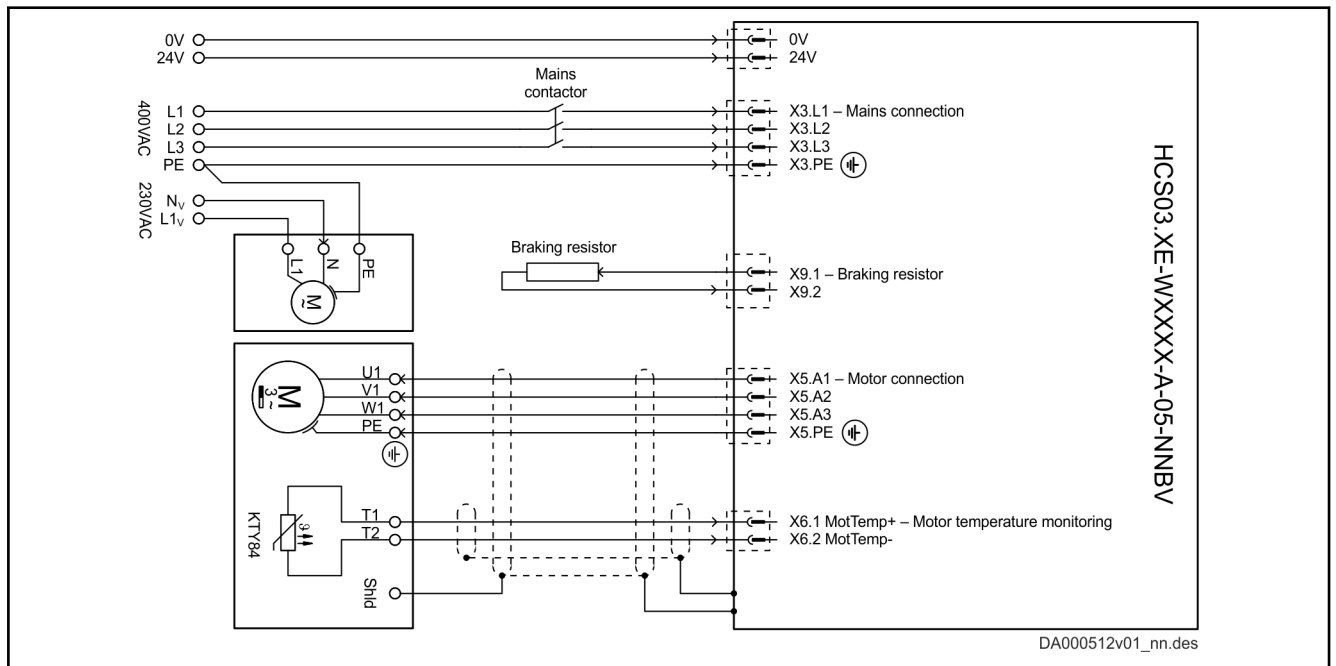 0V
24V
Mains
contactor
400VAC
L1
L2
L3
PE
230VAC
NV
L1V
L1
N
PE
M
~
Braking resistor
M
3~
U1
V1
W1
PE
KTY84
ϑ
T1
T2
Shld
0V
24V
X3.L1 – Mains connection
X3.L2
X3.L3
X3.PE
X9.1 – Braking resistor
X9.2
X5.A1 – Motor connection
X5.A2
X5.A3
X5.PE
X6.1 MotTemp+ – Motor temperature monitoring
X6.2 MotTemp-
HCS03.XE-WXXXX-A-05-NNBV
DA000512v01_nn.des